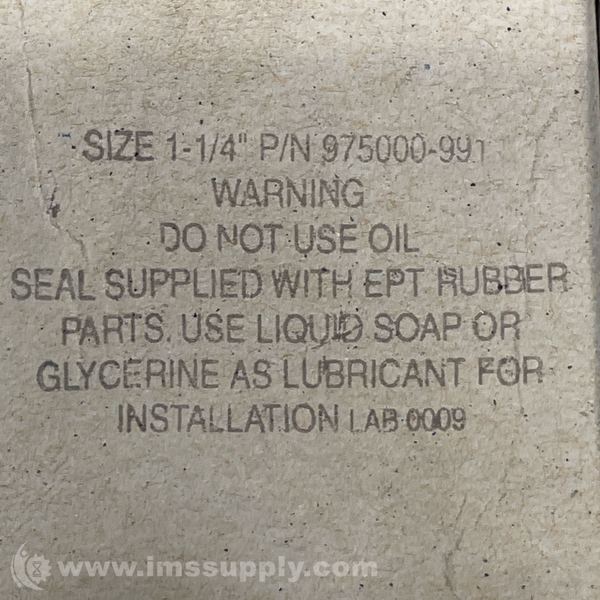 SIZE 1-1/4" P/N 975000-991
WARNING
DO NOT USE OIL
SEAL SUPPLIED WITH EPT RUBBER
PARTS. USE LIQUID SOAP OR
GLYCERINE AS LUBRICANT FOR
INSTALLATION LAB 0009
www.imssupply.com